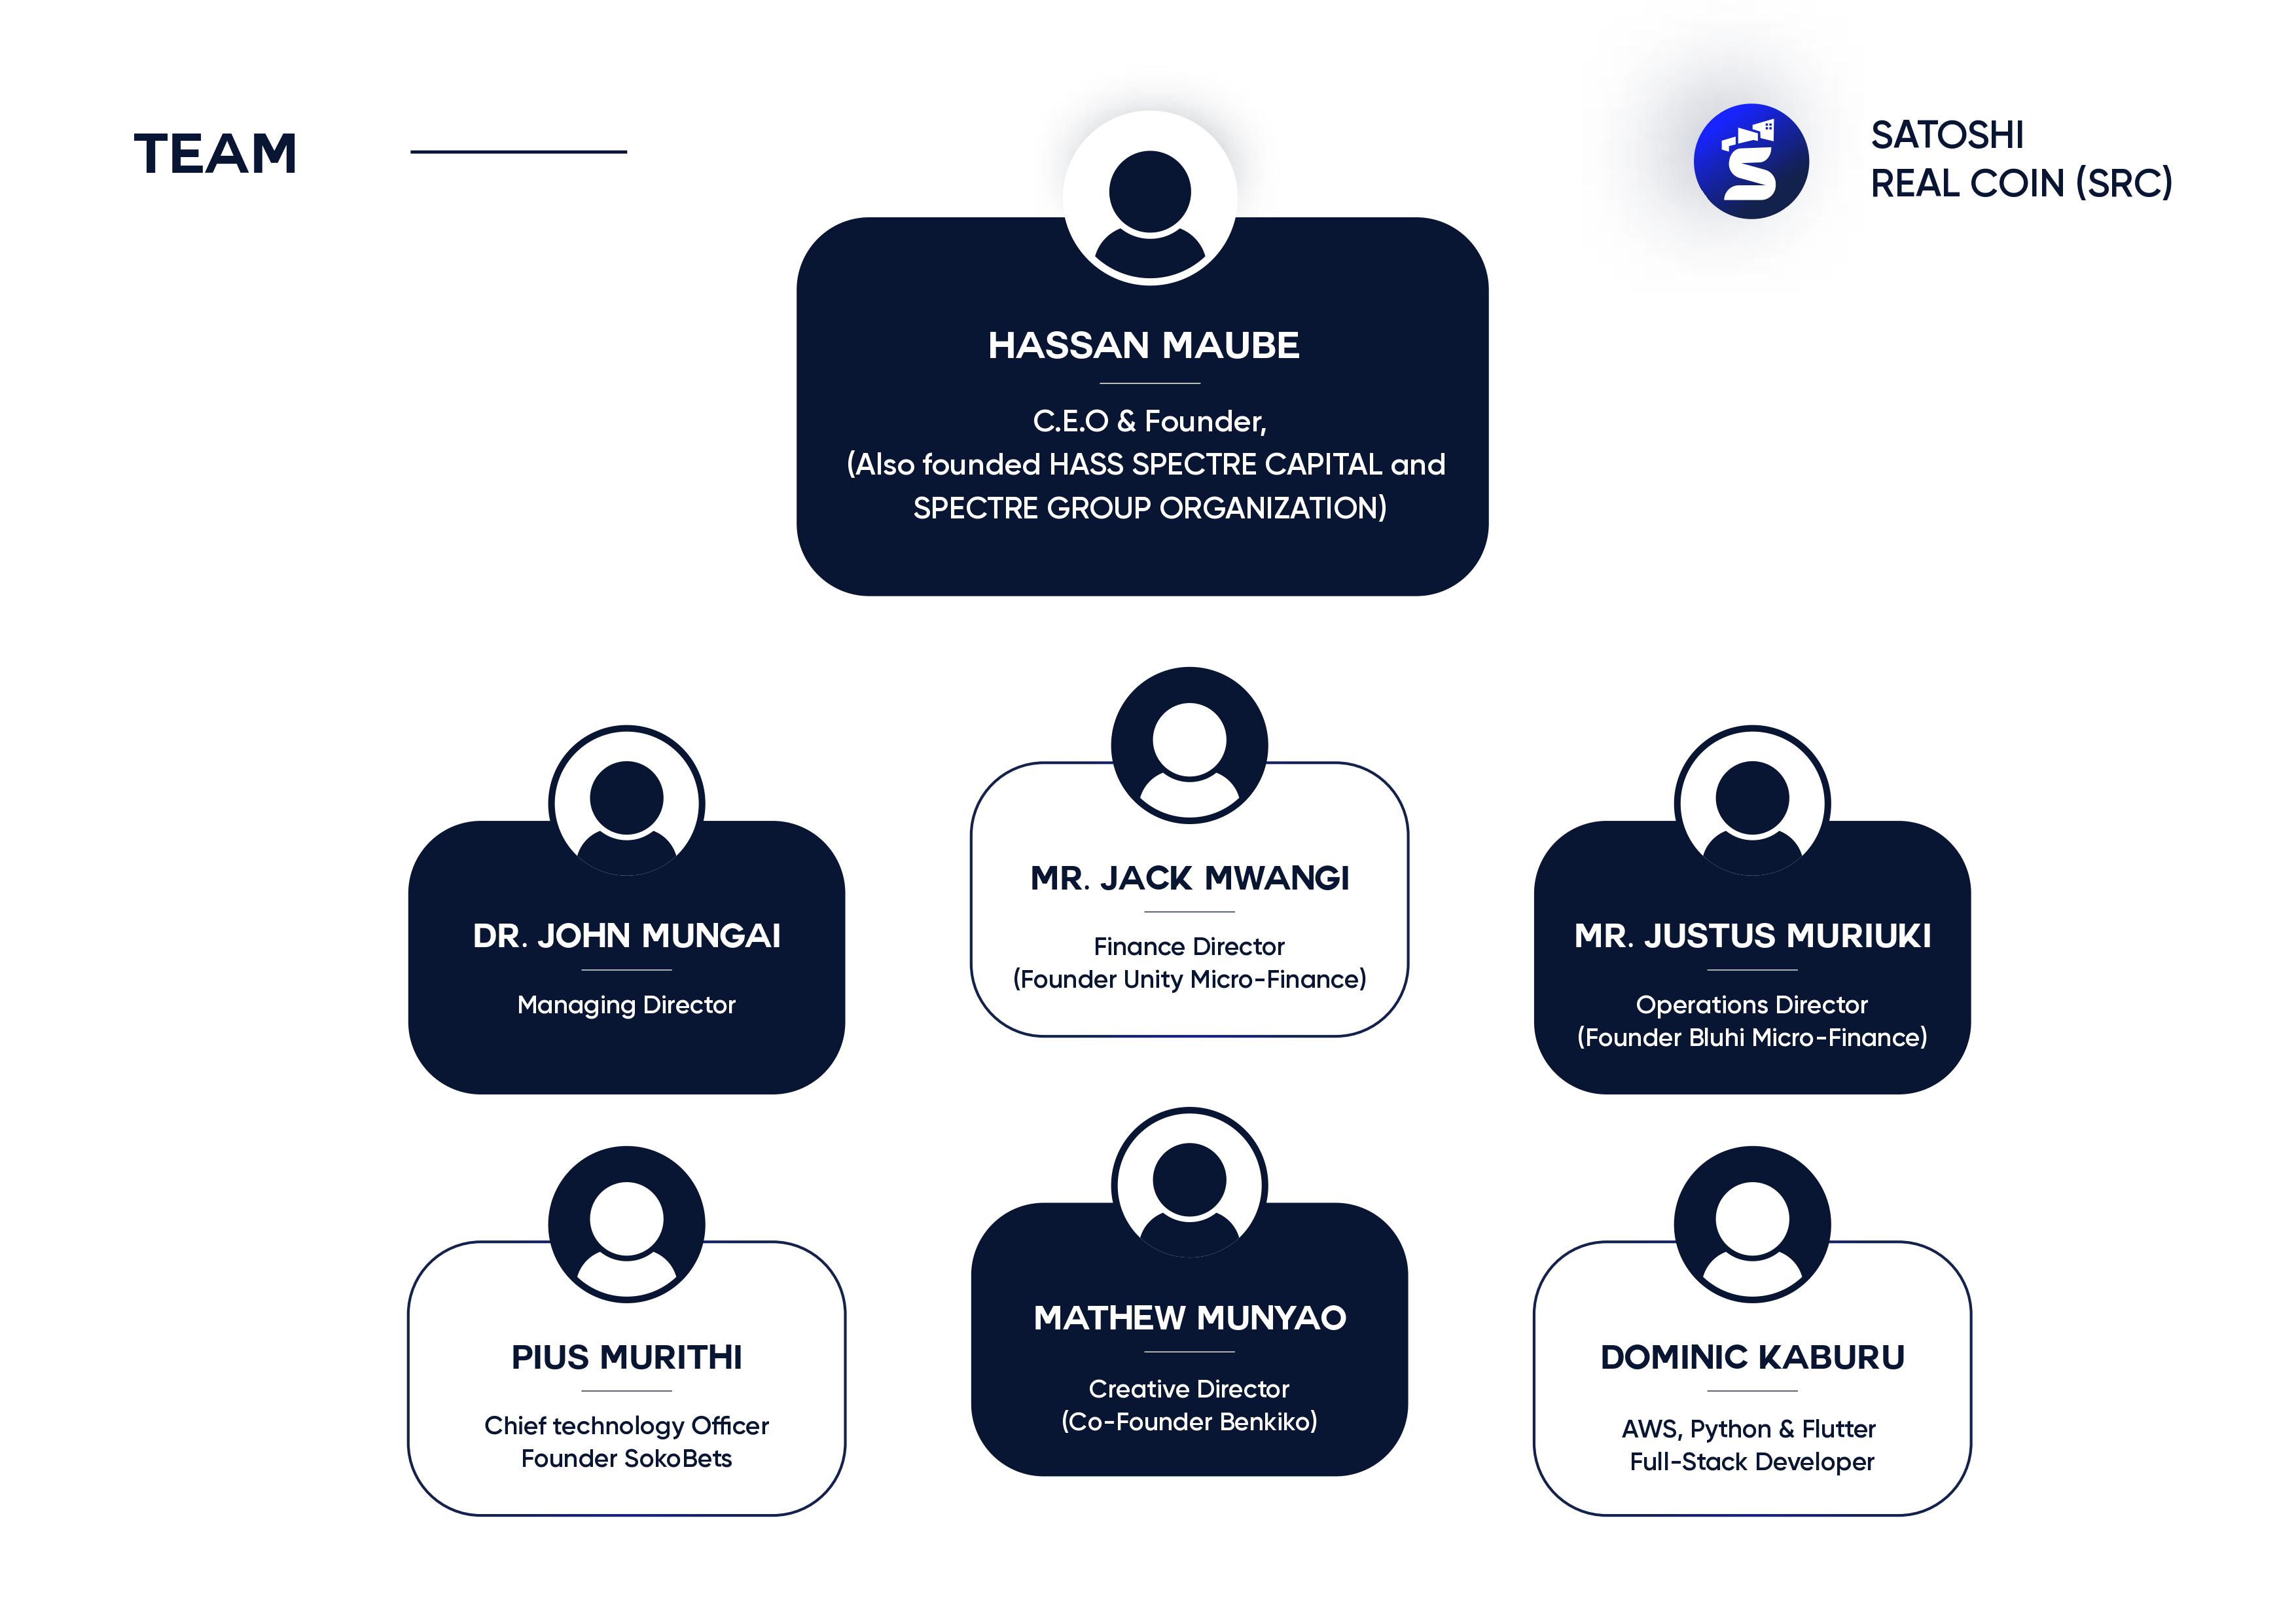 TEAM
SATOSHI
REAL COIN (SRC)
HASSAN MAUBE
C.E.O & Founder,
(Also founded HASS SPECTRE CAPITAL and
SPECTRE GROUP ORGANIZATION)
DR. JOHN MUNGAI
Managing Director
MR. JACK MWANGI
Finance Director
(Founder Unity Micro-Finance)
MR. JUSTUS MURIUKI
Operations Director
(Founder Bluhi Micro-Finance)
PIUS MURITHI
Chief technology Officer
Founder SokoBets
MATHEW MUNYAO
Creative Director
(Co-Founder Benkiko)
DOMINIC KABURU
AWS, Python & Flutter
Full-Stack Developer